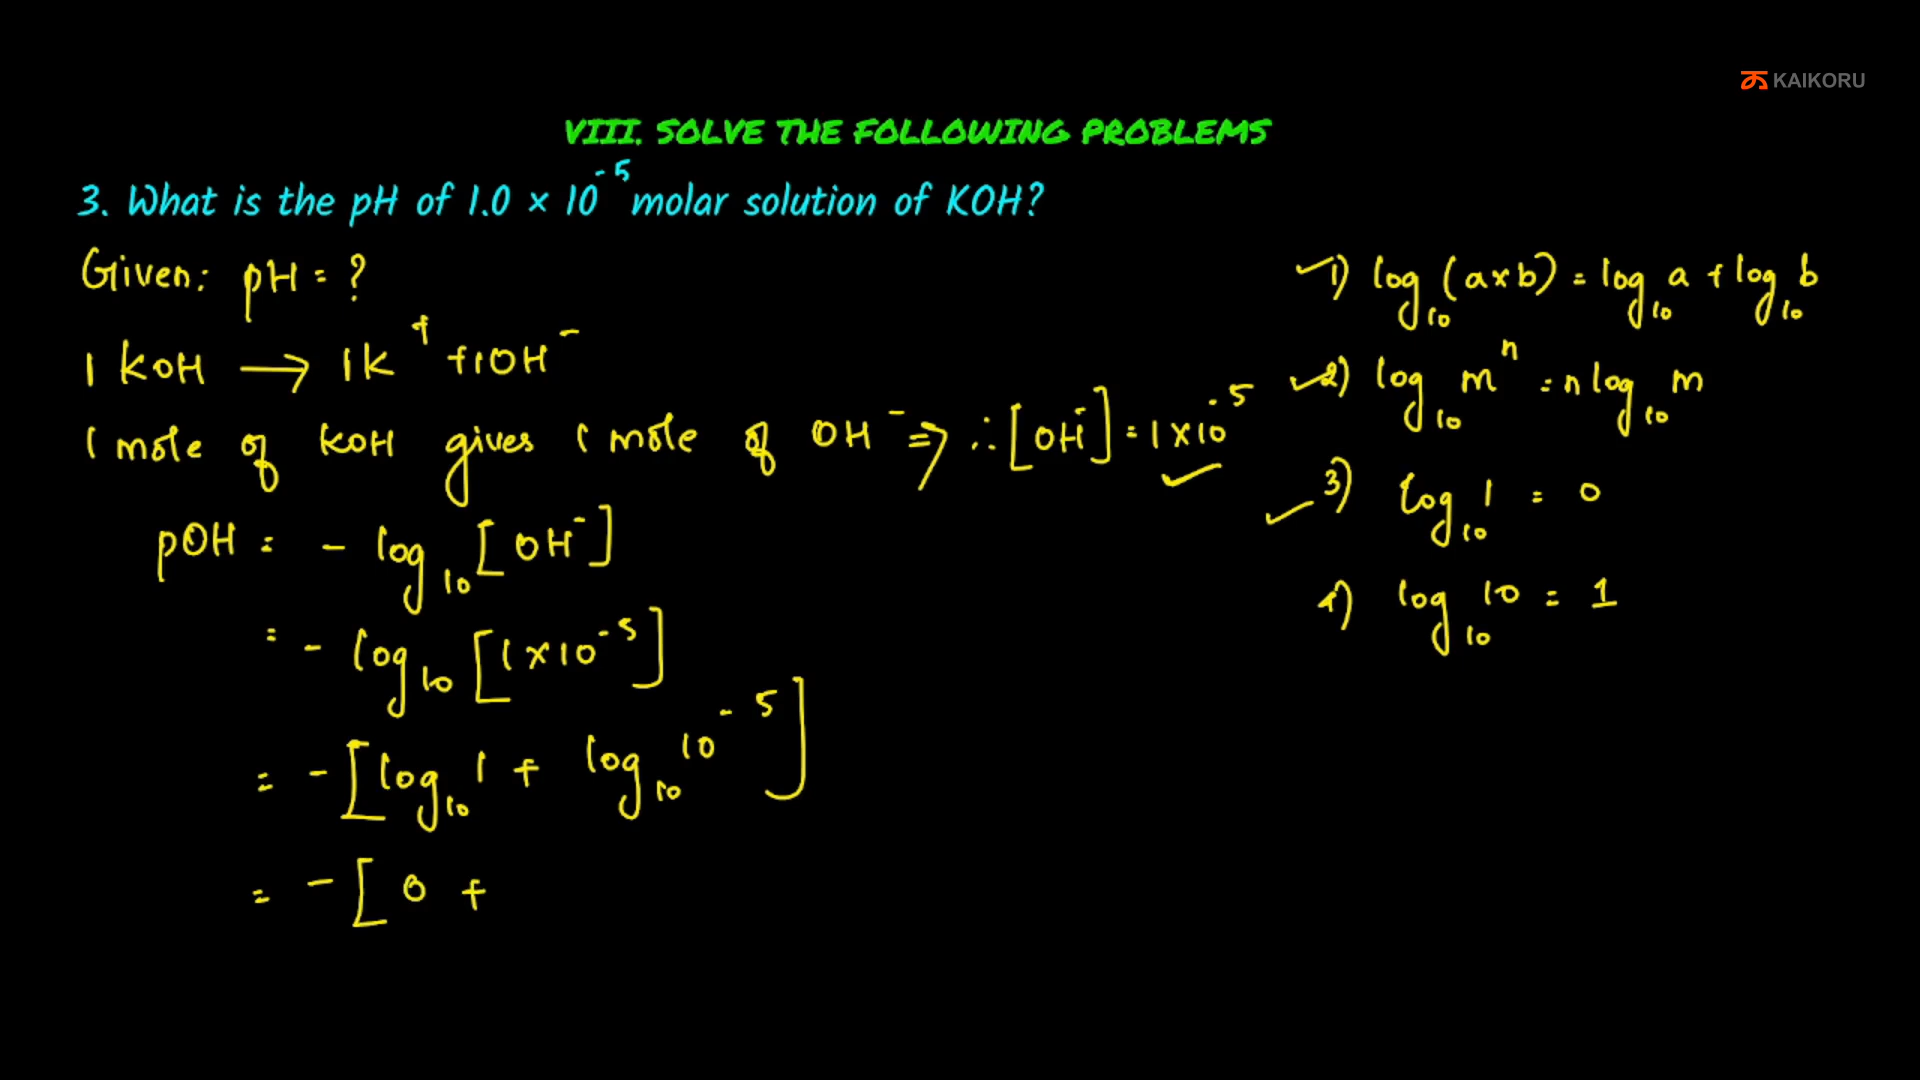 KAIKORU
VIII. SOLVE THE FOLLOWING PROBLEMS
3. What is the pH of 1.0 × 10⁻⁵ molar solution of KOH?
Given: pH = ?
1 KOH ⟶ 1K⁺ + 1OH⁻
1 mole of KOH gives 1 mole of OH⁻ ⇒ ∴ [OH⁻] = 1 × 10⁻⁵ ✓
pOH = - log₁₀ [OH⁻]
= - log₁₀ [1 × 10⁻⁵]
= - [log₁₀ 1 + log₁₀ 10⁻⁵]
= - [ 0 +
✓ 1) log₁₀ (a × b) = log₁₀ a + log₁₀ b
✓ 2) log₁₀ mⁿ = n log₁₀ m
✓ 3) log₁₀ 1 = 0
4) log₁₀ 10 = 1